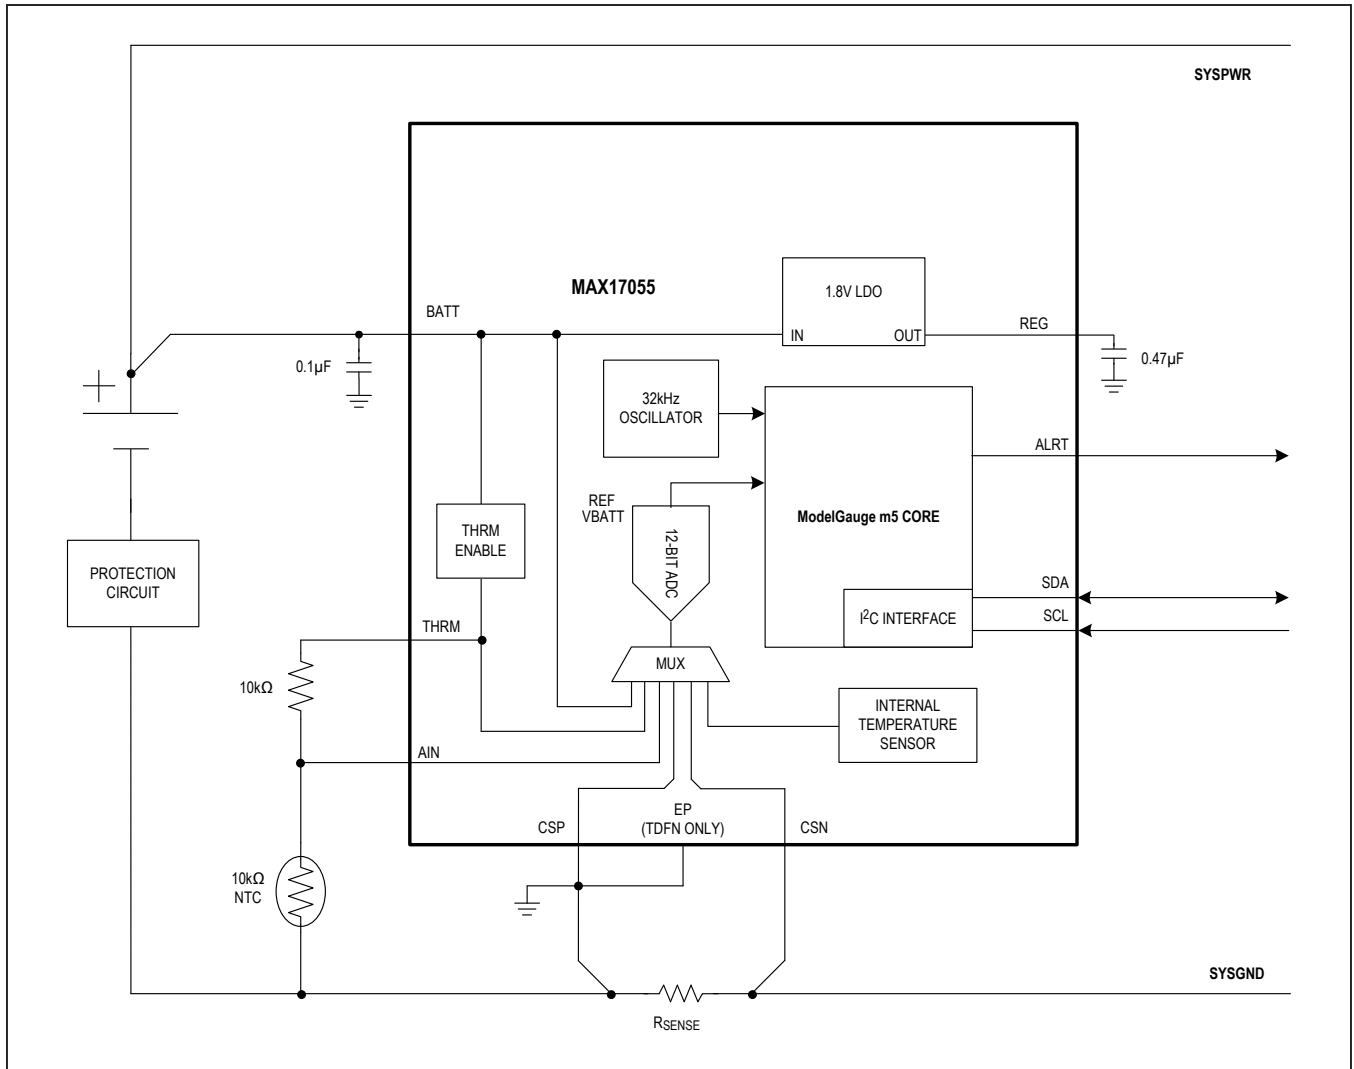 SYSPWR
MAX17055
1.8V LDO
BATT
IN
OUT
REG
0.1µF
0.47µF
32kHz
OSCILLATOR
ALRT
REF
VBATT
12-BIT ADC
ModelGauge m5 CORE
THRM
ENABLE
PROTECTION
CIRCUIT
SDA
I²C INTERFACE
SCL
THRM
MUX
10kΩ
INTERNAL
TEMPERATURE
SENSOR
AIN
EP
(TDFN ONLY)
CSP
CSN
10kΩ
NTC
SYSGND
RSENSE